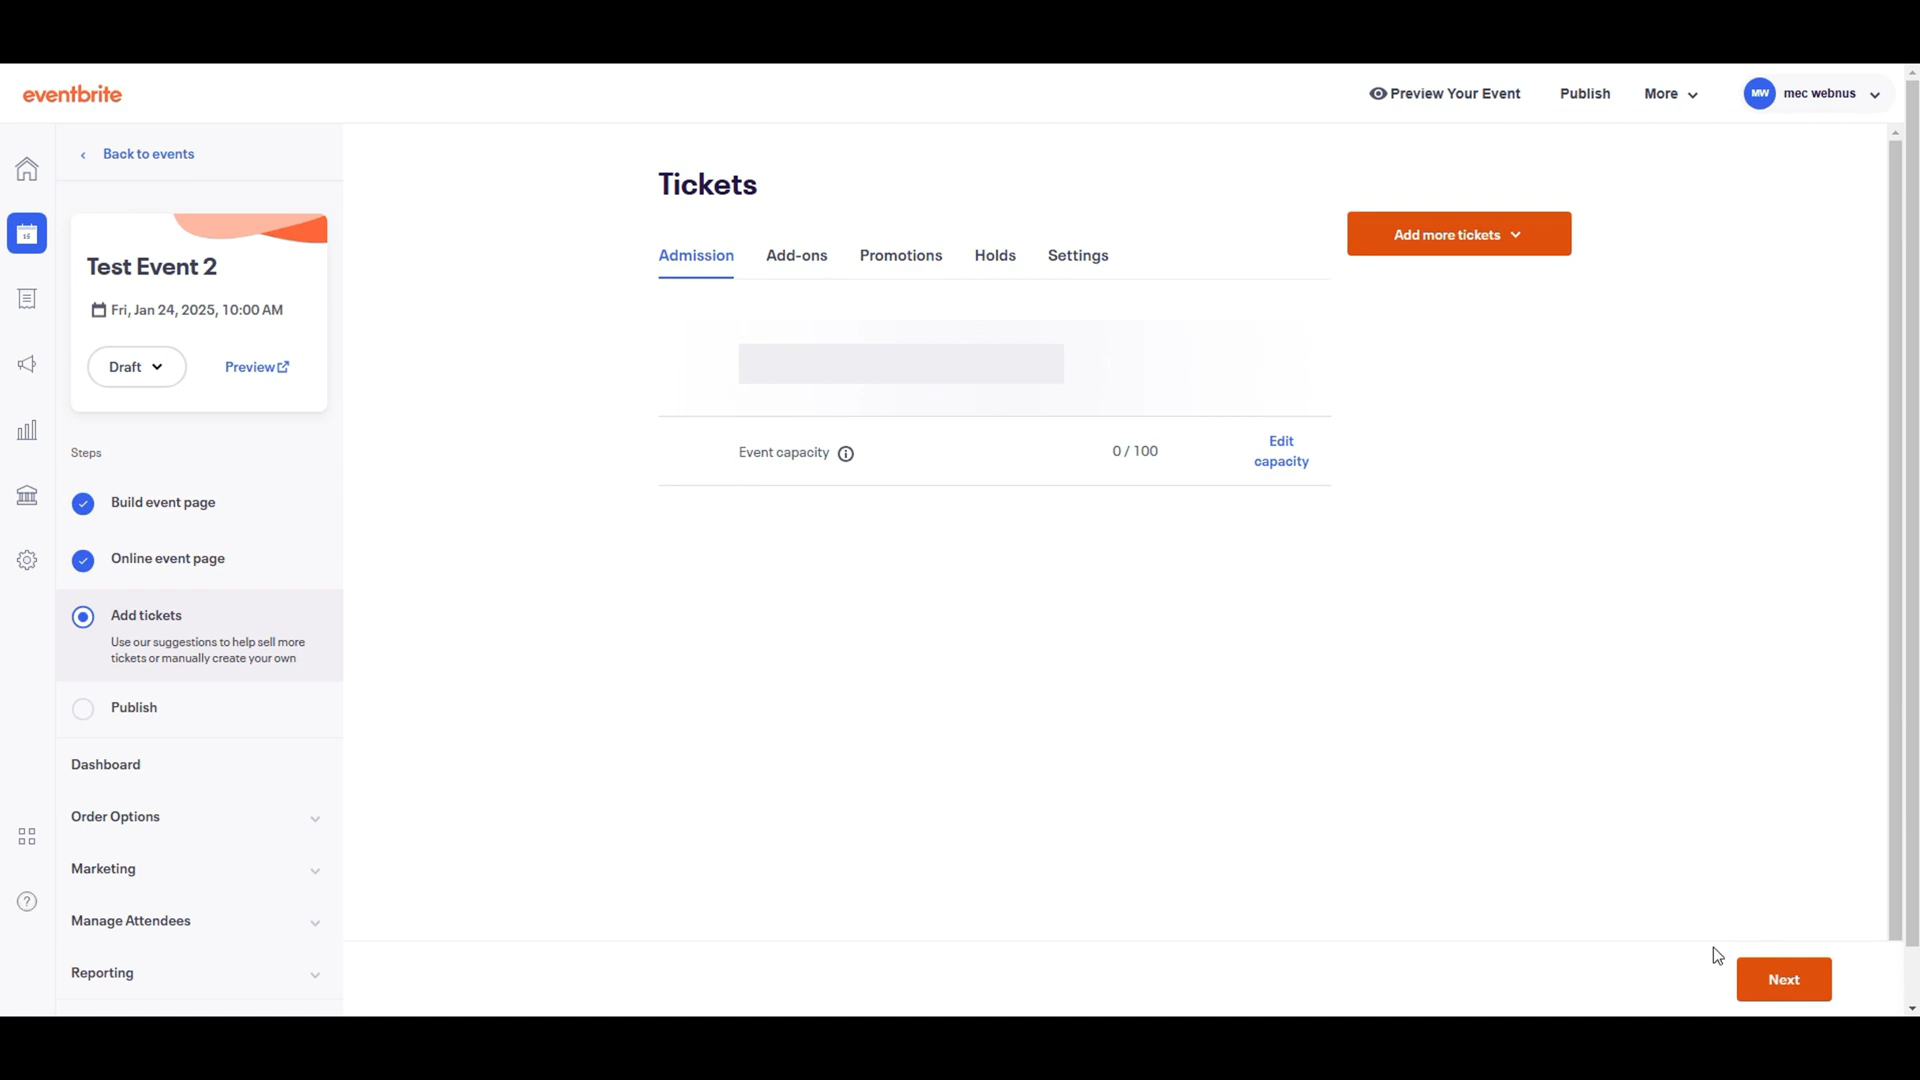 eventbrite
Preview Your Event
Publish
More
MW
mec webnus
Back to events
Test Event 2
Fri, Jan 24, 2025, 10:00 AM
Draft
Preview
Steps
Build event page
Online event page
Add tickets
Use our suggestions to help sell more
tickets or manually create your own
Publish
Dashboard
Order Options
Marketing
Manage Attendees
Reporting
Tickets
Add more tickets
Admission
Add-ons
Promotions
Holds
Settings
Event capacity
0 / 100
Edit
capacity
Next